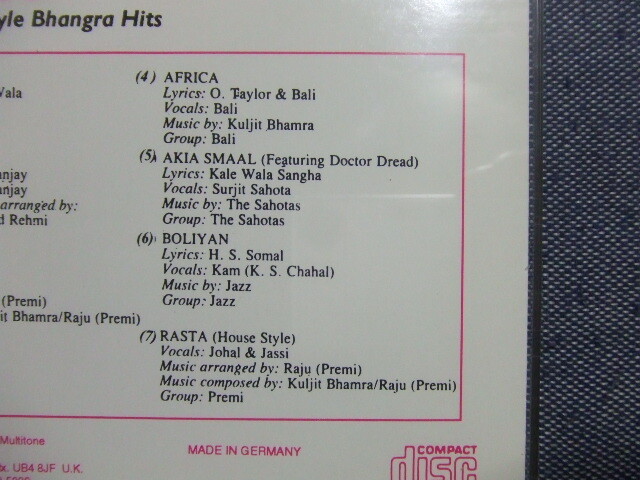 yle Bhangra Hits
Wala
anjay
anjay
arranged by:
d Rehmi
(Premi)
it Bhamra/Raju (Premi)
(4) AFRICA
Lyrics: O. Taylor & Bali
Vocals: Bali
Music by: Kuljit Bhamra
Group: Bali
(5) AKIA SMAAL (Featuring Doctor Dread)
Lyrics: Kale Wala Sangha
Vocals: Surjit Sahota
Music by: The Sahotas
Group: The Sahotas
(6) BOLIYAN
Lyrics: H. S. Somal
Vocals: Kam (K. S. Chahal)
Music by: Jazz
Group: Jazz
(7) RASTA (House Style)
Vocals: Johal & Jassi
Music arranged by: Raju (Premi)
Music composed by: Kuljit Bhamra/Raju (Premi)
Group: Premi
Multitone
x. UB4 8JF U.K.
MADE IN GERMANY
COMPACT
disc